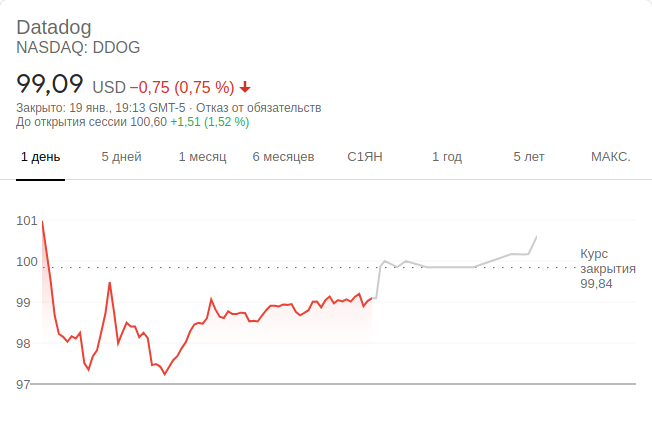 Datadog
NASDAQ: DDOG
99,09 USD −0,75 (0,75 %)
Закрыто: 19 янв., 19:13 GMT-5 · Отказ от обязательств
До открытия сессии 100,60 +1,51 (1,52 %)
1 день 5 дней 1 месяц 6 месяцев С1ЯН 1 год 5 лет МАКС.
101
100
99
98
97
Курс
закрытия
99,84